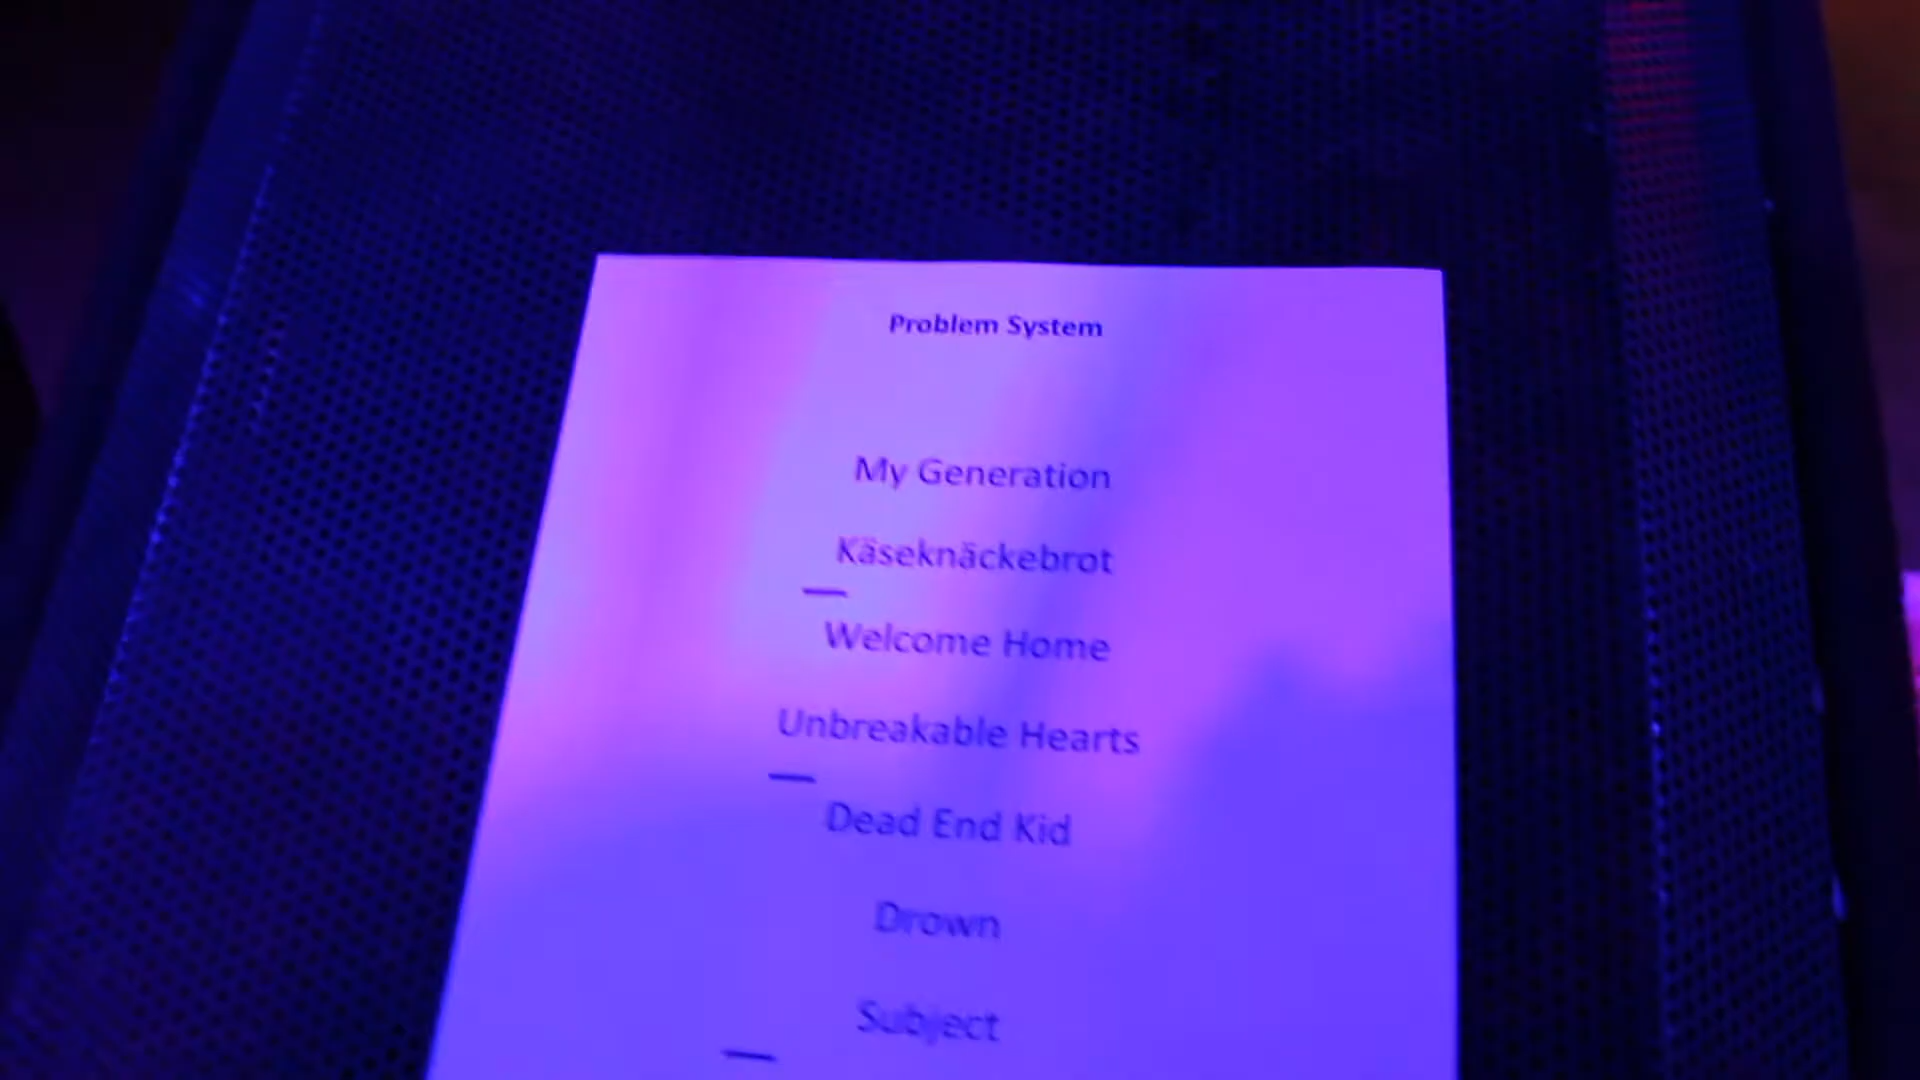 Problem System
My Generation
Käseknäckebrot
Welcome Home
Unbreakable Hearts
Dead End Kid
Drown
Subject